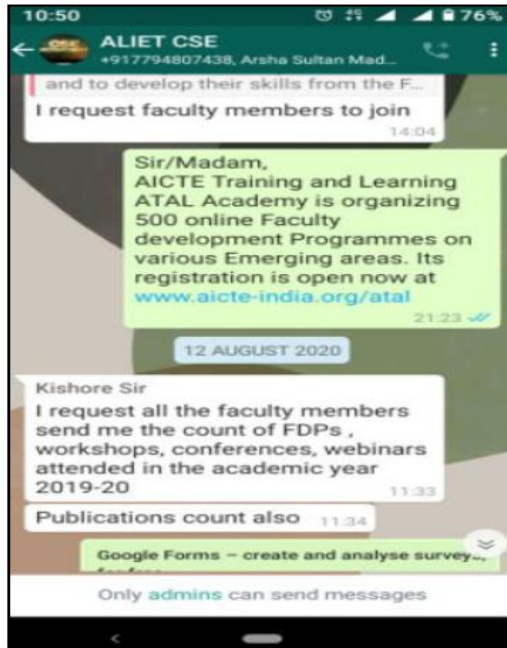 10:50
4G
76%
ALIET CSE
+917794807438, Arsha Sultan Mad...
and to develop their skills from the F...
I request faculty members to join
14:04
Sir/Madam,
AICTE Training and Learning
ATAL Academy is organizing
500 online Faculty
development Programmes on
various Emerging areas. Its
registration is open now at
www.aicte-india.org/atal
21:23
12 AUGUST 2020
Kishore Sir
I request all the faculty members
send me the count of FDPs ,
workshops, conferences, webinars
attended in the academic year
2019-20
11:33
Publications count also
11:34
Google Forms – create and analyse surveys,
Only admins can send messages